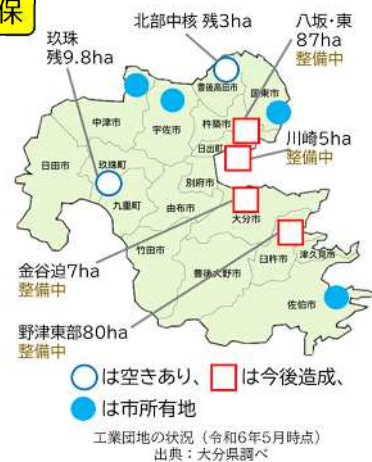 保
北部中核 残3ha
八坂・東
87ha
整備中
玖珠
残9.8ha
豊後高田市
国東市
中津市
宇佐市
杵築市
日出町
川崎5ha
整備中
日田市
玖珠町
別府市
九重町
由布市
大分市
竹田市
臼杵市
津久見市
豊後大野市
佐伯市
金谷迫7ha
整備中
野津東部80ha
整備中
〇は空きあり、□は今後造成、
●は市所有地
工業団地の状況(令和6年5月時点)
出典:大分県調べ